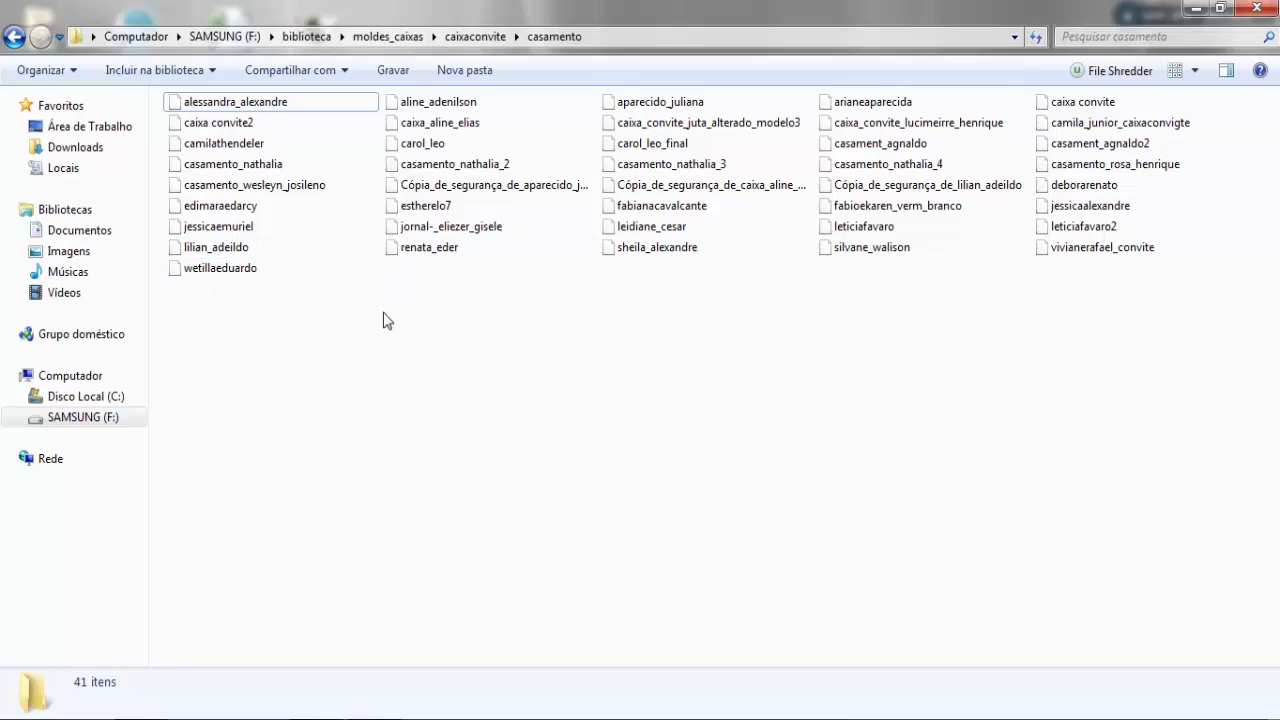 Computador SAMSUNG (F:) biblioteca moldes_caixas caixaconvite casamento
Pesquisar casamento
Organizar Incluir na biblioteca Compartilhar com Gravar Nova pasta File Shredder
Favoritos
Área de Trabalho
Downloads
Locais
Bibliotecas
Documentos
Imagens
Músicas
Vídeos
Grupo doméstico
Computador
Disco Local (C:)
SAMSUNG (F:)
Rede
alessandra_alexandre aline_adenilson aparecido_juliana arianeaparecida caixa convite
caixa convite2 caixa_aline_elias caixa_convite_juta_alterado_modelo3 caixa_convite_lucimeirre_henrique camila_junior_caixaconvigte
camilathendeler carol_leo carol_leo_final casament_agnaldo casament_agnaldo2
casamento_nathalia casamento_nathalia_2 casamento_nathalia_3 casamento_nathalia_4 casamento_rosa_henrique
casamento_wesleyn_josileno Cópia_de_segurança_de_aparecido_j... Cópia_de_segurança_de_caixa_aline_... Cópia_de_segurança_de_lilian_adeildo deborarenato
edimaraedarcy estherelo7 fabianacavalcante fabioekaren_verm_branco jessicaalexandre
jessicaemuriel jornal-_eliezer_gisele leidiane_cesar leticiafavaro leticiafavaro2
lilian_adeildo renata_eder sheila_alexandre silvane_walison vivianerafael_convite
wetillaeduardo
41 itens